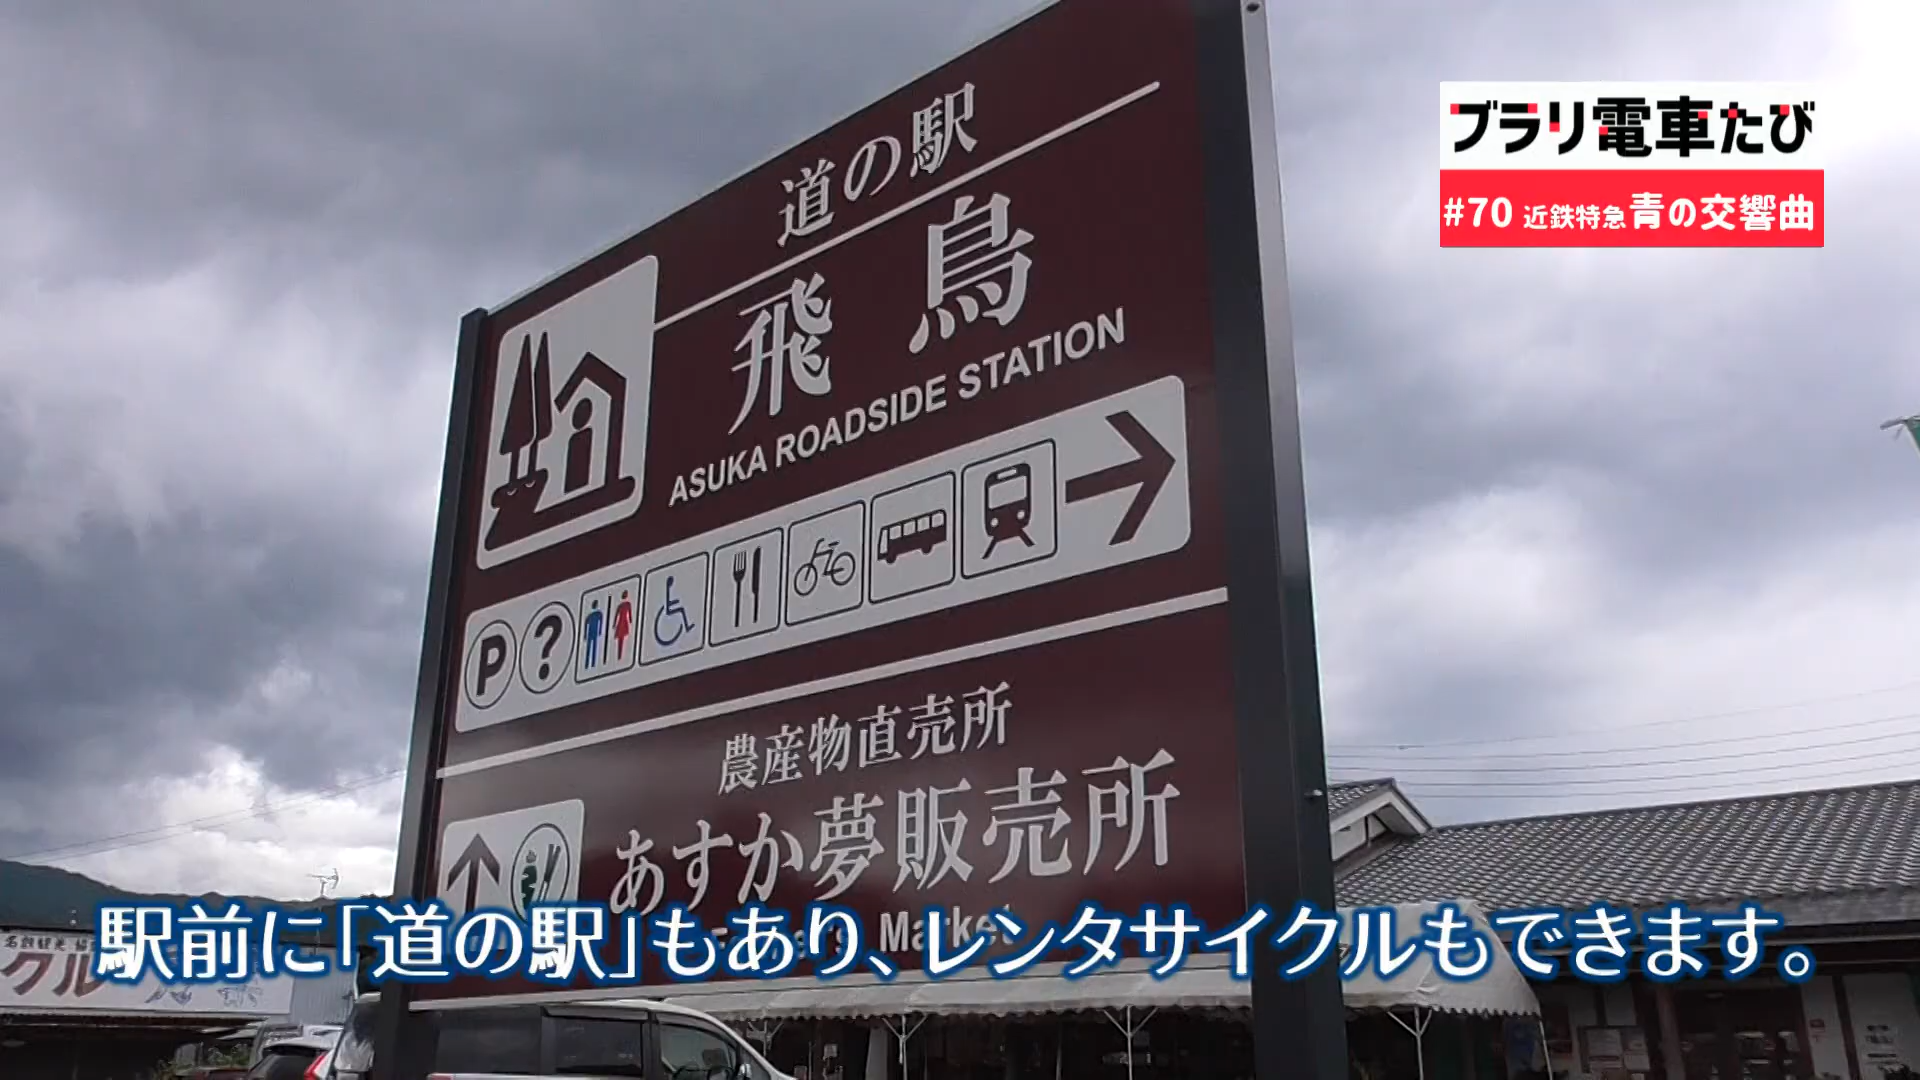 ブラリ電車たび
#70 近鉄特急 青の交響曲
道の駅
飛鳥
ASUKA ROADSIDE STATION
P ?
農産物直売所
あすか夢販売所
Market
駅前に「道の駅」もあり、レンタサイクルもできます。
クル